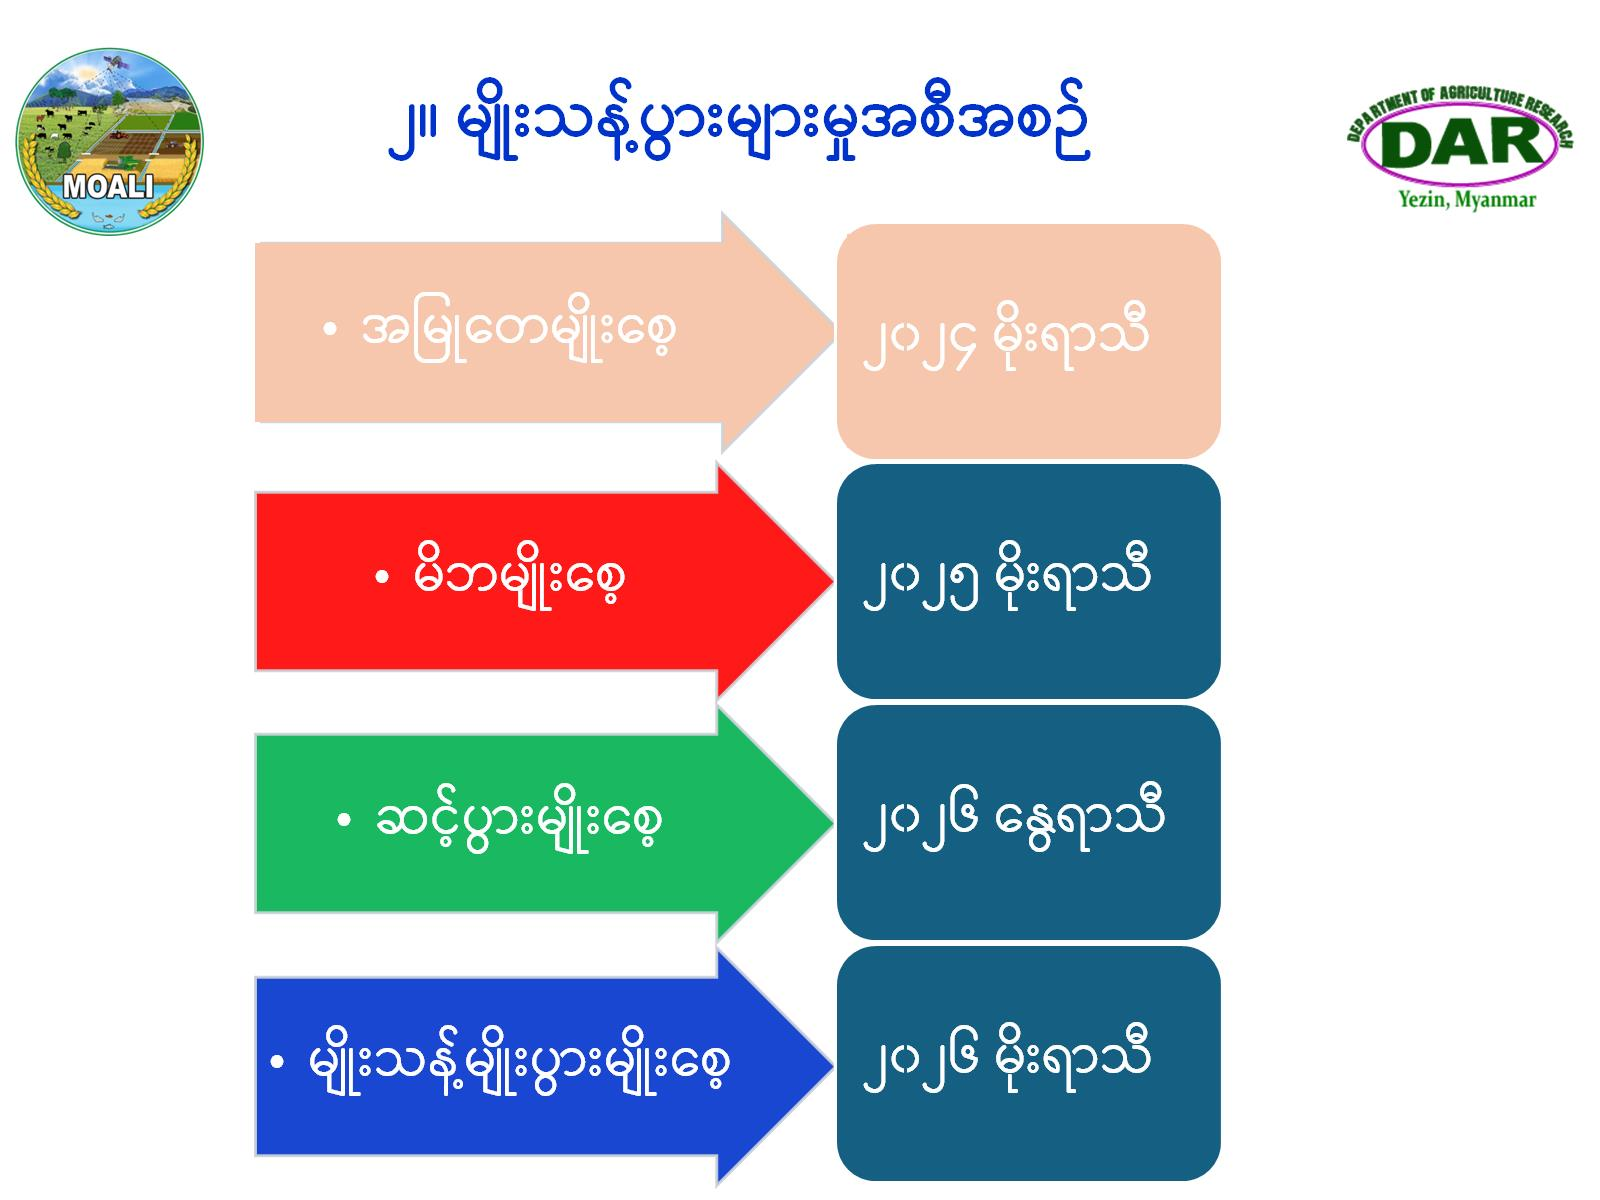 ၂။ မျိုးသန့်ပွားများမှုအစီအစဉ်
MOALI
DEPARTMENT OF AGRICULTURE RESEARCH
DAR
Yezin, Myanmar
• အမြုတေမျိုးစေ့
၂၀၂၄ မိုးရာသီ
• မိဘမျိုးစေ့
၂၀၂၅ မိုးရာသီ
• ဆင့်ပွားမျိုးစေ့
၂၀၂၆ နွေရာသီ
• မျိုးသန့်မျိုးပွားမျိုးစေ့
၂၀၂၆ မိုးရာသီ